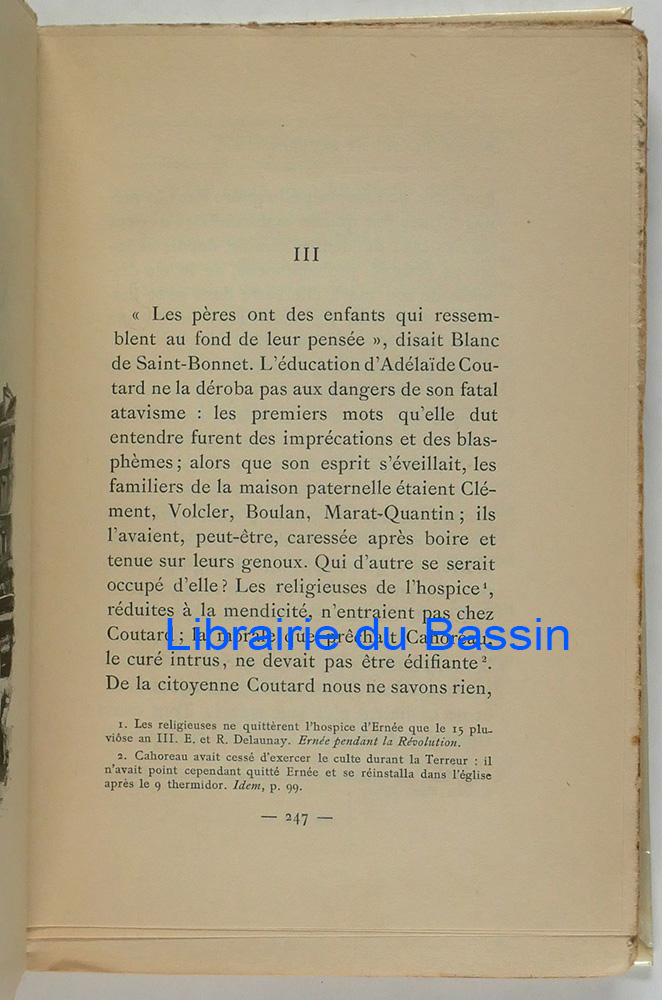 III
« Les pères ont des enfants qui ressem-
blent au fond de leur pensée », disait Blanc
de Saint-Bonnet. L'éducation d'Adélaïde Cou-
tard ne la déroba pas aux dangers de son fatal
atavisme : les premiers mots qu'elle dut
entendre furent des imprécations et des blas-
phèmes; alors que son esprit s'éveillait, les
familiers de la maison paternelle étaient Clé-
ment, Volcler, Boulan, Marat-Quantin; ils
l'avaient, peut-être, caressée après boire et
tenue sur leurs genoux. Qui d'autre se serait
occupé d'elle? Les religieuses de l'hospice¹,
réduites à la mendicité, n'entraient pas chez
Coutard; la morale que prêchait Cahoreau,
Librairie du Bassin
le curé intrus, ne devait pas être édifiante².
De la citoyenne Coutard nous ne savons rien,
1. Les religieuses ne quittèrent l'hospice d'Ernée que le 15 plu-
viôse an III. E. et R. Delaunay. Ernée pendant la Révolution.
2. Cahoreau avait cessé d'exercer le culte durant la Terreur : il
n'avait point cependant quitté Ernée et se réinstalla dans l'église
après le 9 thermidor. Idem, p. 99.
— 247 —